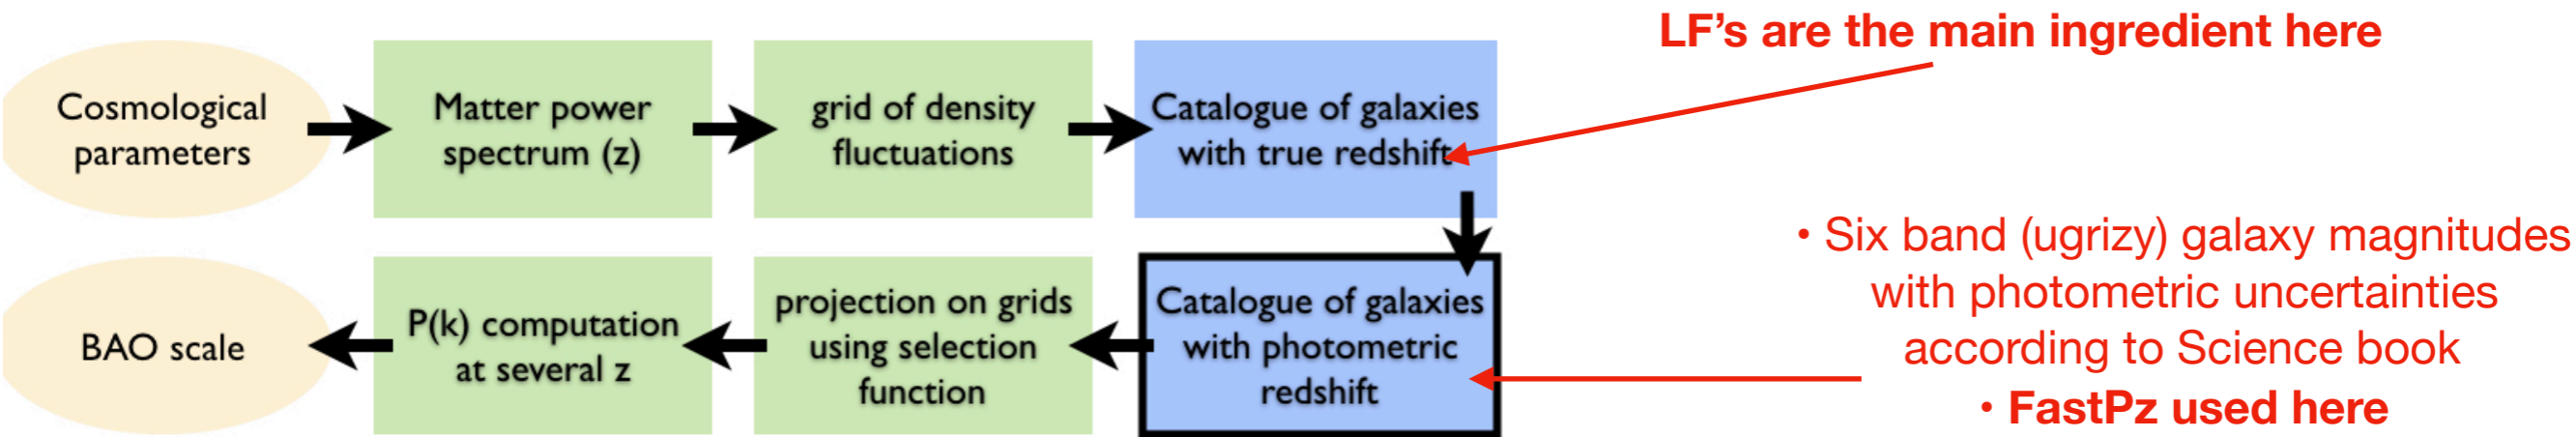 LF’s are the main ingredient here
Cosmological
parameters
Matter power
spectrum (z)
grid of density
fluctuations
Catalogue of galaxies
with true redshift
BAO scale
P(k) computation
at several z
projection on grids
using selection
function
Catalogue of galaxies
with photometric
redshift
• Six band (ugrizy) galaxy magnitudes
with photometric uncertainties
according to Science book
• FastPz used here